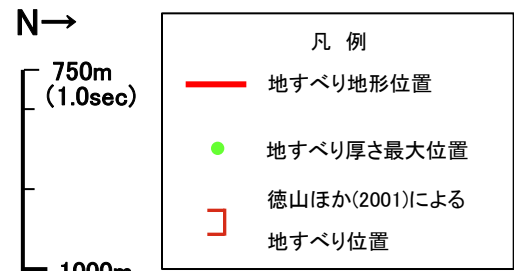 N→
750m
(1.0sec)
1000m
凡 例
地すべり地形位置
地すべり厚さ最大位置
徳山ほか(2001)による
地すべり位置